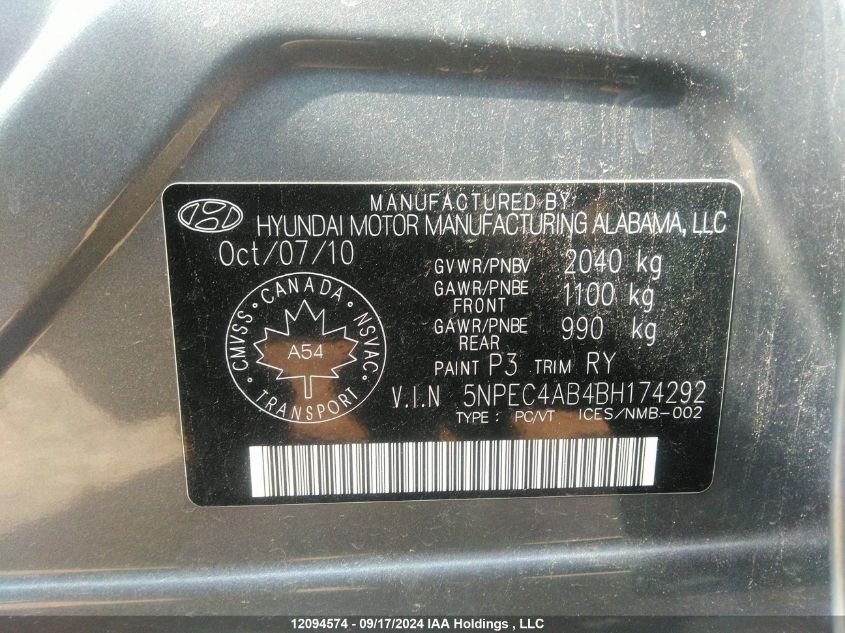 MANUFACTURED BY
HYUNDAI MOTOR MANUFACTURING ALABAMA, LLC
Oct/07/10
GVWR/PNBV 2040 kg
GAWR/PNBE FRONT 1100 kg
GAWR/PNBE REAR 990 kg
PAINT P3 TRIM RY
V.I.N 5NPEC4AB4BH174292
TYPE: PC/VT ICES/NMB-002
CMVSS • CANADA • NSVAC • TRANSPORT •
A54
12094574 - 09/17/2024 IAA Holdings , LLC